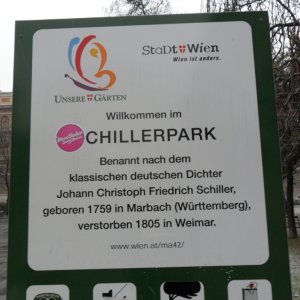 StaDt Wien
Wien ist anders.
UNSERE GÄRTEN
Willkommen im
CHILLERPARK
Benannt nach dem
klassischen deutschen Dichter
Johann Christoph Friedrich Schiller,
geboren 1759 in Marbach (Württemberg),
verstorben 1805 in Weimar.
www.wien.at/ma42/